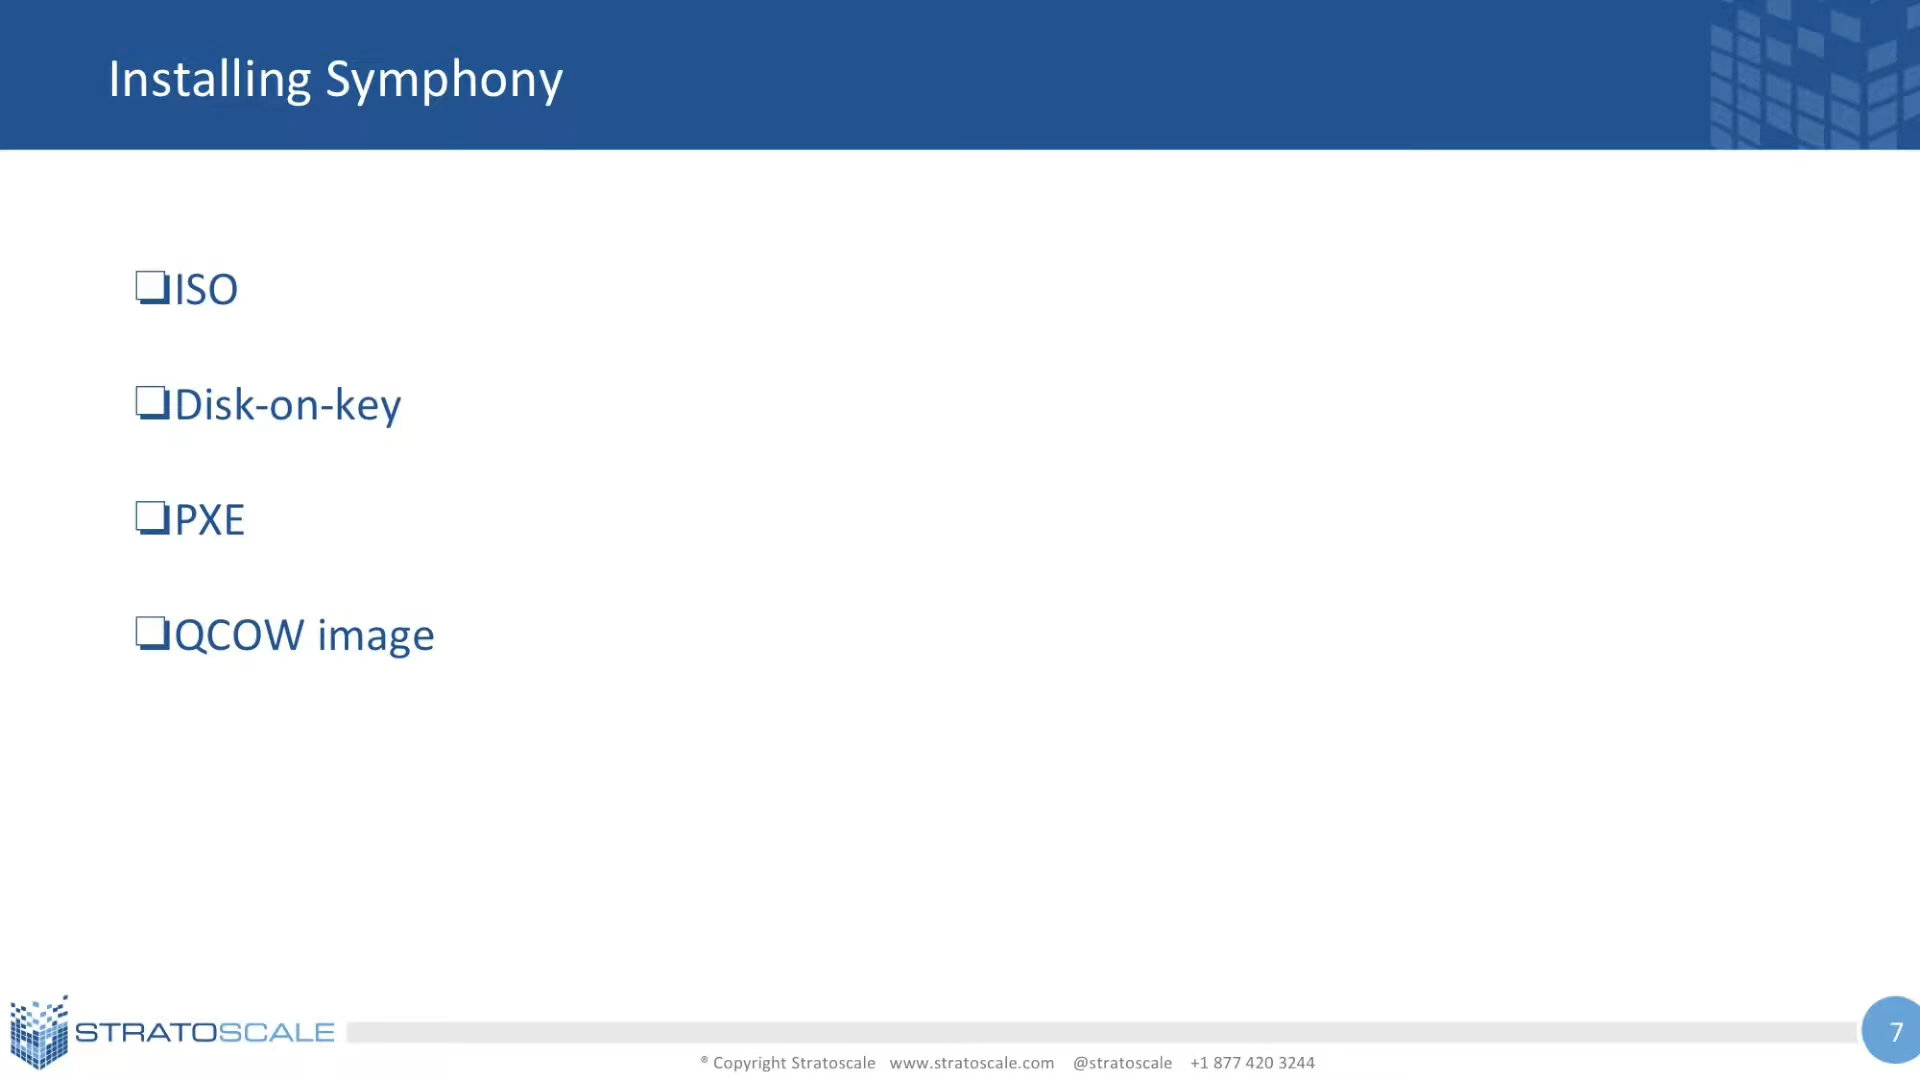 Installing Symphony
❏ISO
❏Disk-on-key
❏PXE
❏QCOW image
STRATOSCALE
7
® Copyright Stratoscale www.stratoscale.com @stratoscale +1 877 420 3244